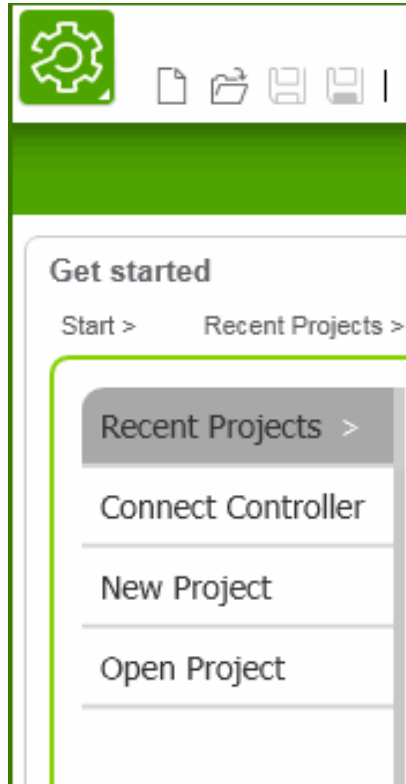 Get started
Start > Recent Projects >
Recent Projects >
Connect Controller
New Project
Open Project